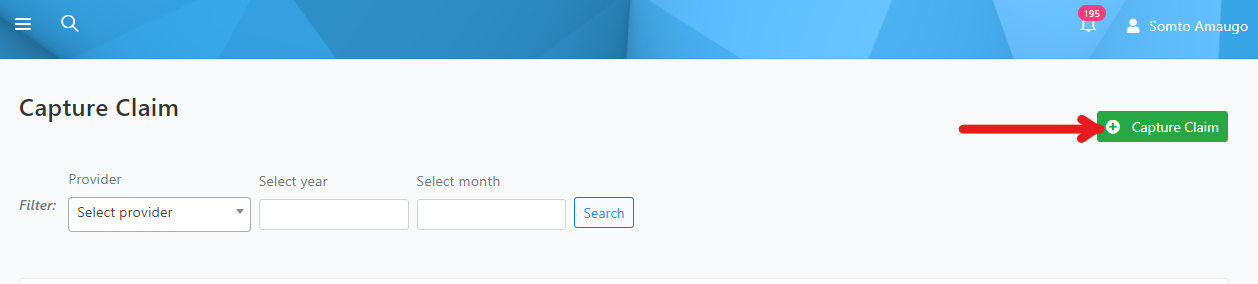 195
Somto Amaugo
Capture Claim
Capture Claim
Provider
Select year
Select month
Filter:
Select provider
Search